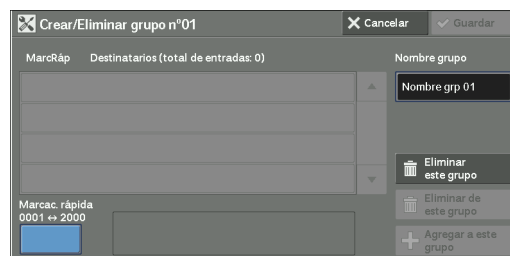 Crear/Eliminar grupo nº01
Cancelar
Guardar
MarcRáp
Destinatarios (total de entradas: 0)
Nombre grupo
Nombre grp 01
Eliminar
este grupo
Marcac. rápida
0001 ↔ 2000
Eliminar de
este grupo
Agregar a este
grupo